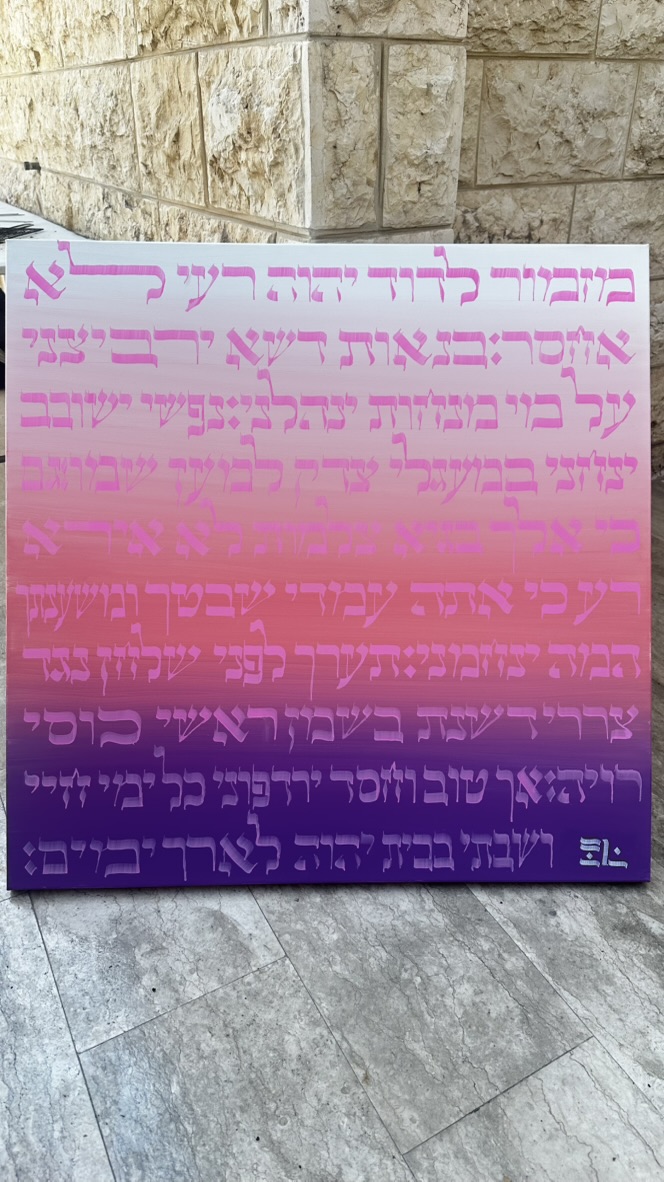 מזמור לדוד יהוה רעי לא
אחסר:בנאות דשא ירביצני
על מי מנחות ינהלני:נפשי ישובב
ינחני במעגלי צדק למען שמו:גם
כי אלך בגיא צלמות לא אירא
רע כי אתה עמדי שבטך ומשענתך
המה ינחמני:תערך לפני שלחן נגד
צררי דשנת בשמן ראשי כוסי
רויה:אך טוב וחסד ירדפוני כל ימי חיי
ושבתי בבית יהוה לארך ימים: